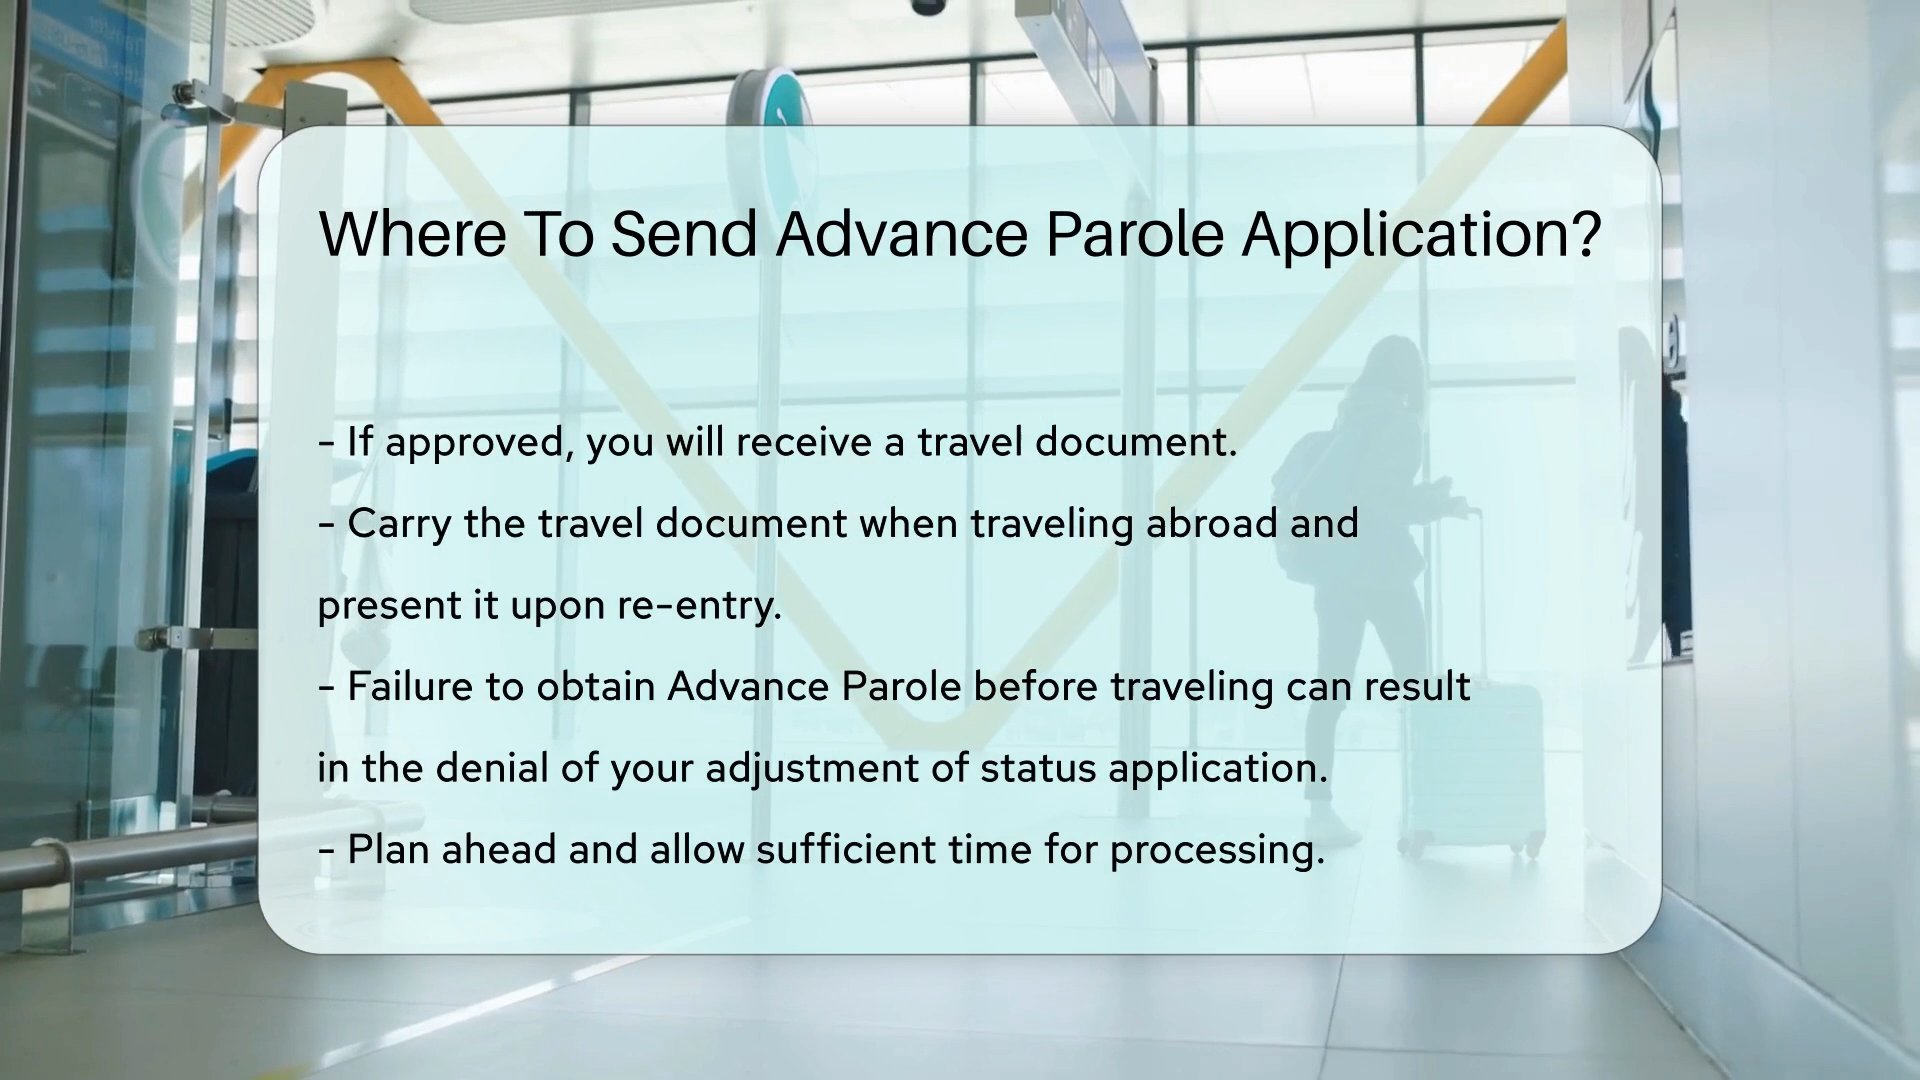 Where To Send Advance Parole Application?
- If approved, you will receive a travel document.
- Carry the travel document when traveling abroad and
present it upon re-entry.
- Failure to obtain Advance Parole before traveling can result
in the denial of your adjustment of status application.
- Plan ahead and allow sufficient time for processing.